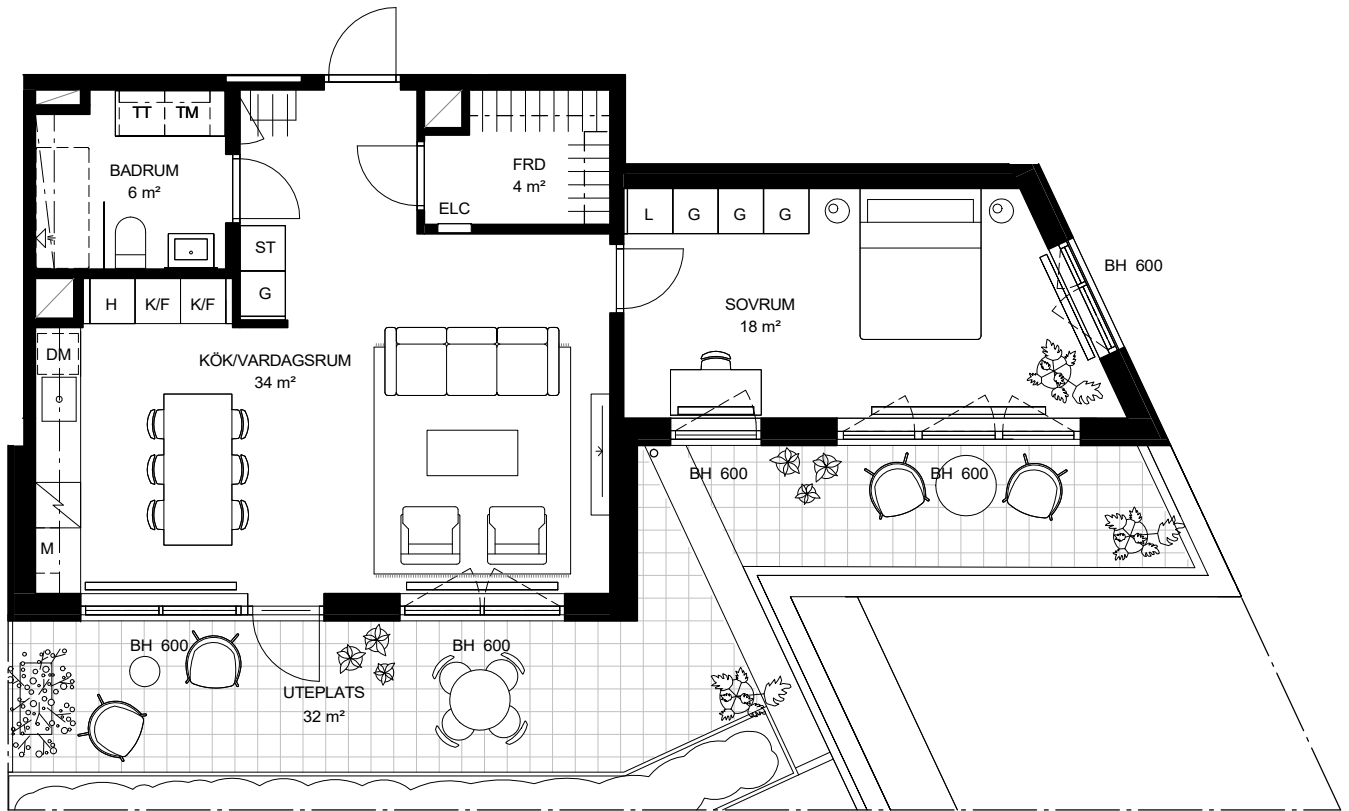 TT TM
BADRUM
6 m²
FRD
4 m²
ELC
L G G G
ST
G
BH 600
H K/F K/F
SOVRUM
18 m²
DM
KÖK/VARDAGSRUM
34 m²
BH 600
BH 600
M
BH 600
BH 600
UTEPLATS
32 m²